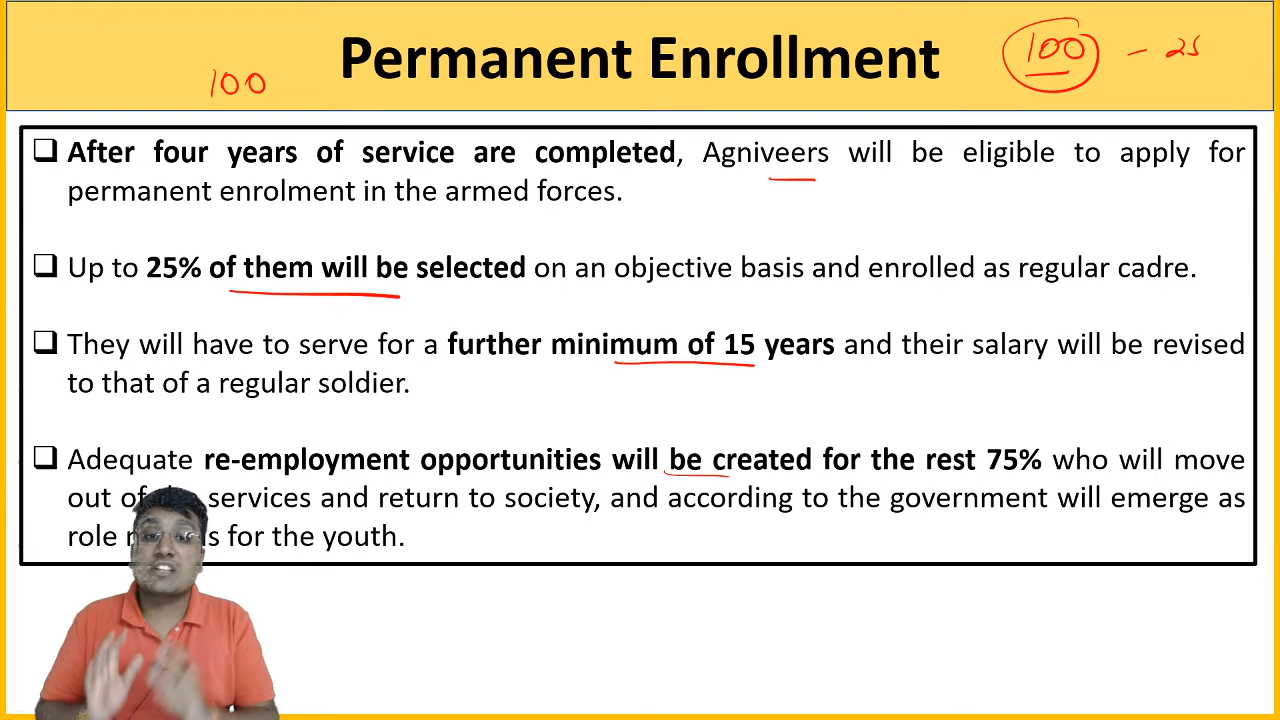 Permanent Enrollment
100
100 - 25
❑ After four years of service are completed, Agniveers will be eligible to apply for
permanent enrolment in the armed forces.
❑ Up to 25% of them will be selected on an objective basis and enrolled as regular cadre.
❑ They will have to serve for a further minimum of 15 years and their salary will be revised
to that of a regular soldier.
❑ Adequate re-employment opportunities will be created for the rest 75% who will move
out of services and return to society, and according to the government will emerge as
role for the youth.